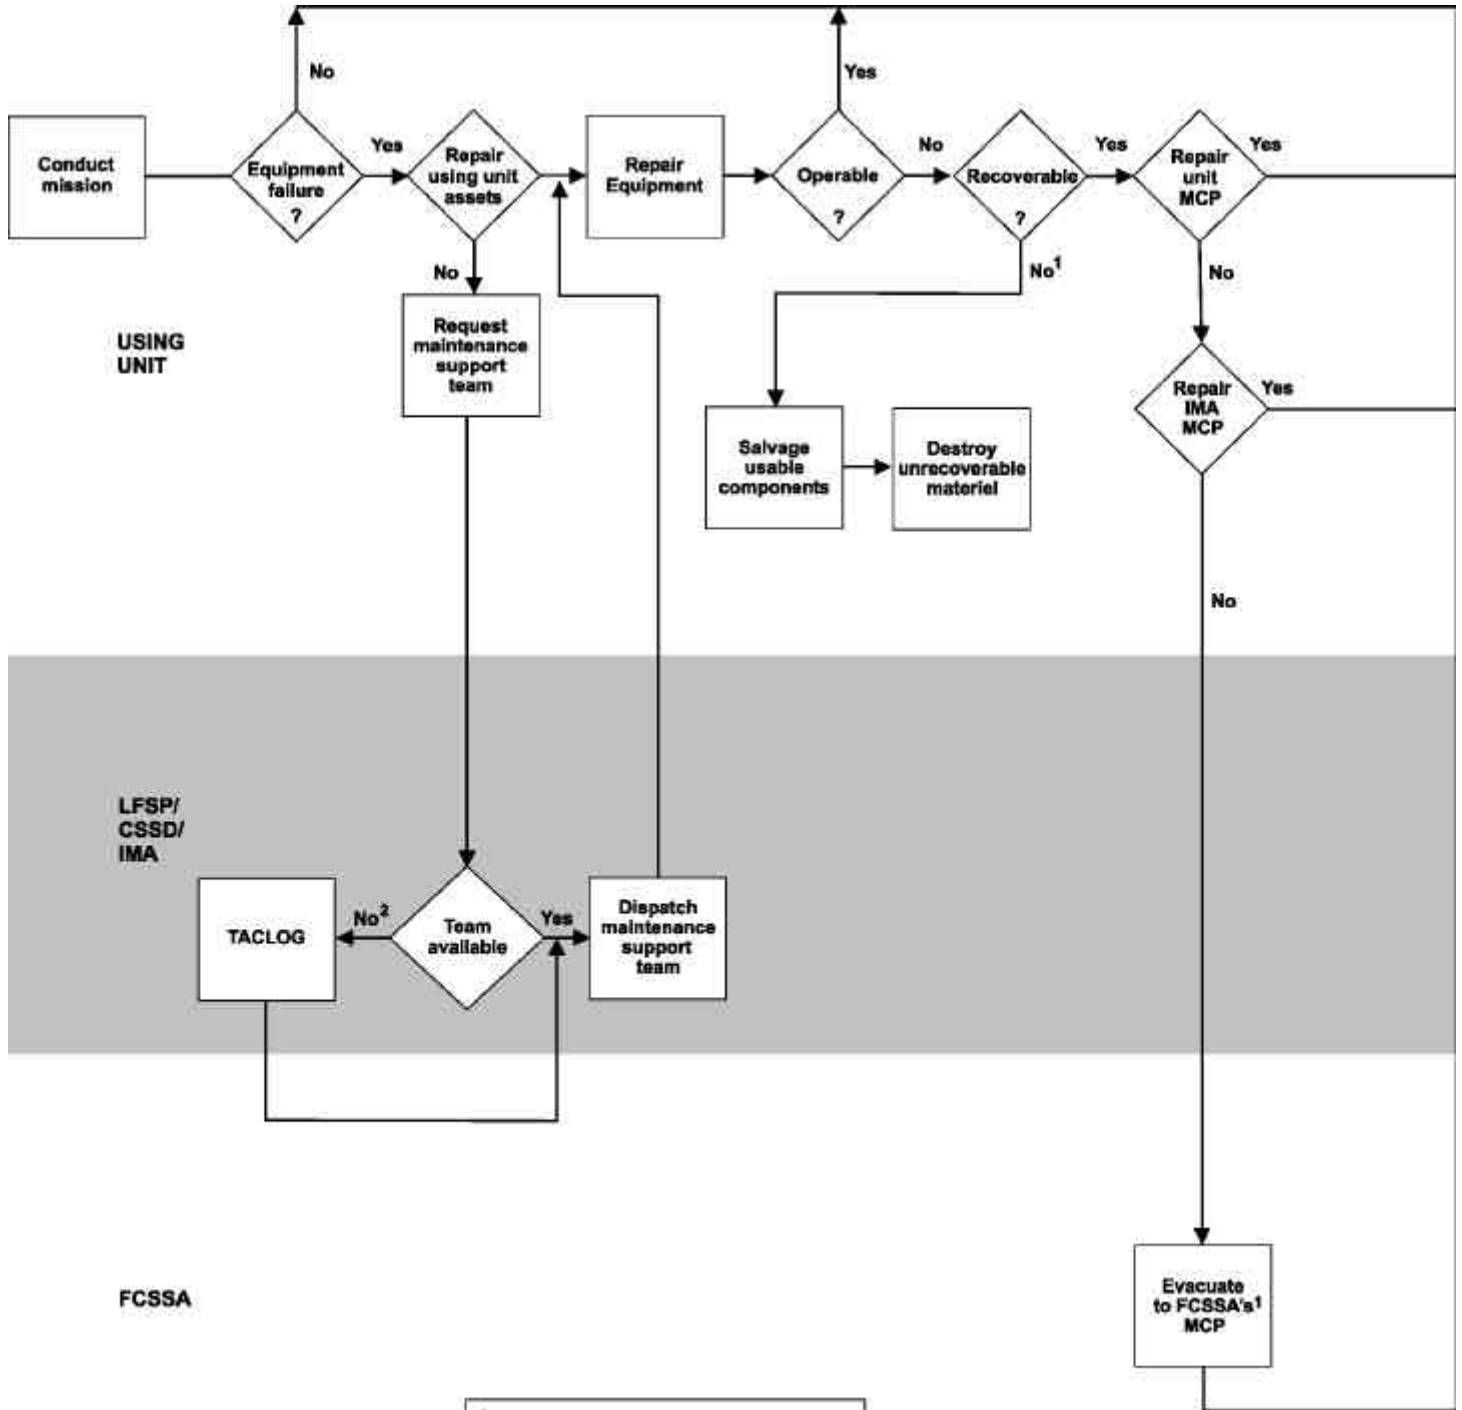 No
Yes
Conduct
mission
Equipment
failure
?
Yes
Repair
using unit
assets
Repair
Equipment
Operable
?
No
Recoverable
?
Yes
Repair
unit
MCP
Yes
No
No1
No
USING
UNIT
Request
maintenance
support
team
Repair
IMA
MCP
Yes
Salvage
usable
components
Destroy
unrecoverable
materiel
No
LFSP/
CSSD/
IMA
TACLOG
No2
Team
available
Yes
Dispatch
maintenance
support
team
FCSSA
Evacuate
to FCSSA's1
MCP